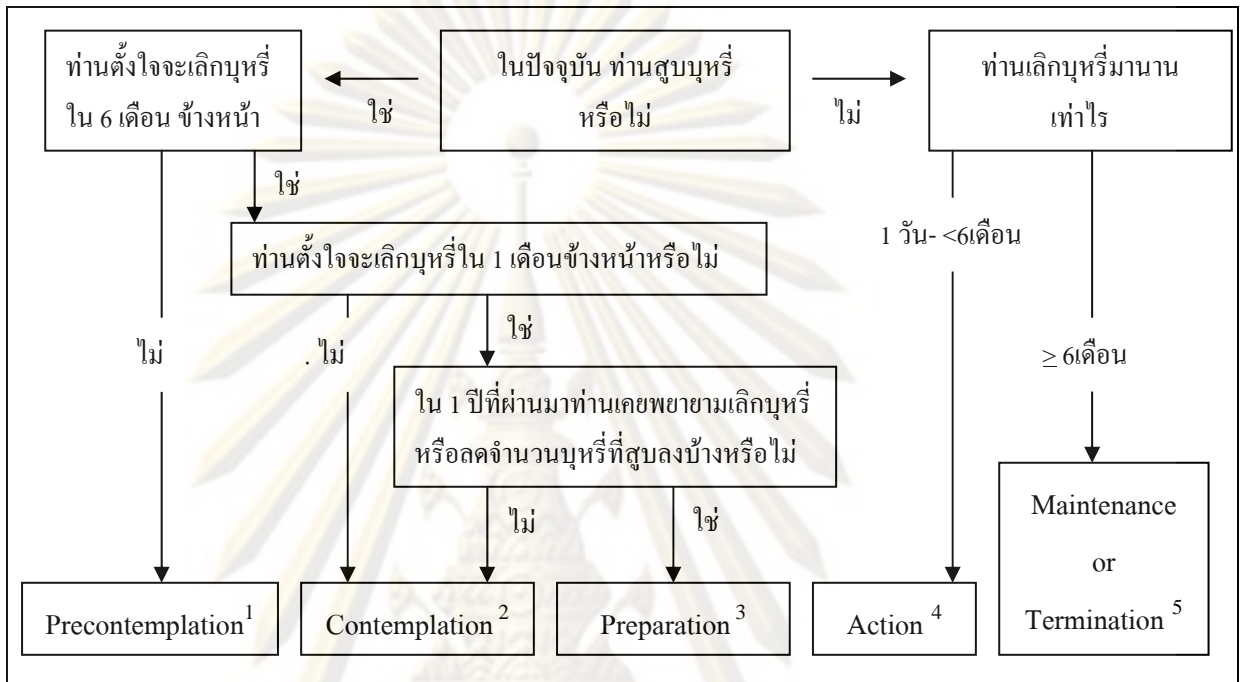 ท่านตั้งใจจะเลิกบุหรี่
ใน 6 เดือน ข้างหน้า
ใช่
ในปัจจุบัน ท่านสูบบุหรี่
หรือไม่
ไม่
ท่านเลิกบุหรี่มานาน
เท่าไร
ใช่
1 วัน- <6เดือน
ท่านตั้งใจจะเลิกบุหรี่ใน 1 เดือนข้างหน้าหรือไม่
ไม่
. ไม่
ใช่
≥ 6เดือน
ใน 1 ปีที่ผ่านมาท่านเคยพยายามเลิกบุหรี่
หรือลดจำนวนบุหรี่ที่สูบลงบ้างหรือไม่
ไม่
ใช่
Precontemplation 1
Contemplation 2
Preparation 3
Action 4
Maintenance
or
Termination 5